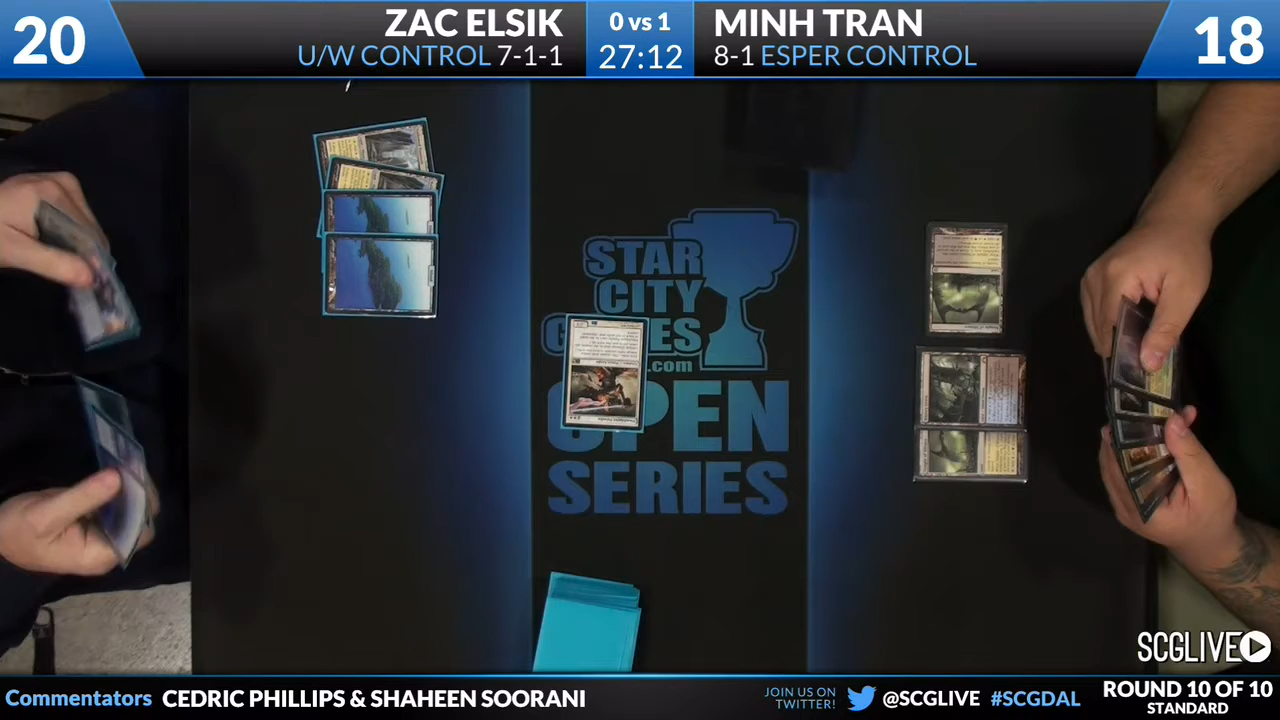 20
ZAC ELSIK
U/W CONTROL 7-1-1
0 vs 1
27:12
MINH TRAN
8-1 ESPER CONTROL
18
STAR
CITY
GAMES
.com
OPEN
SERIES
SCGLIVE
Commentators CEDRIC PHILLIPS & SHAHEEN SOORANI
JOIN US ON
TWITTER!
@SCGLIVE #SCGDAL
ROUND 10 OF 10
STANDARD